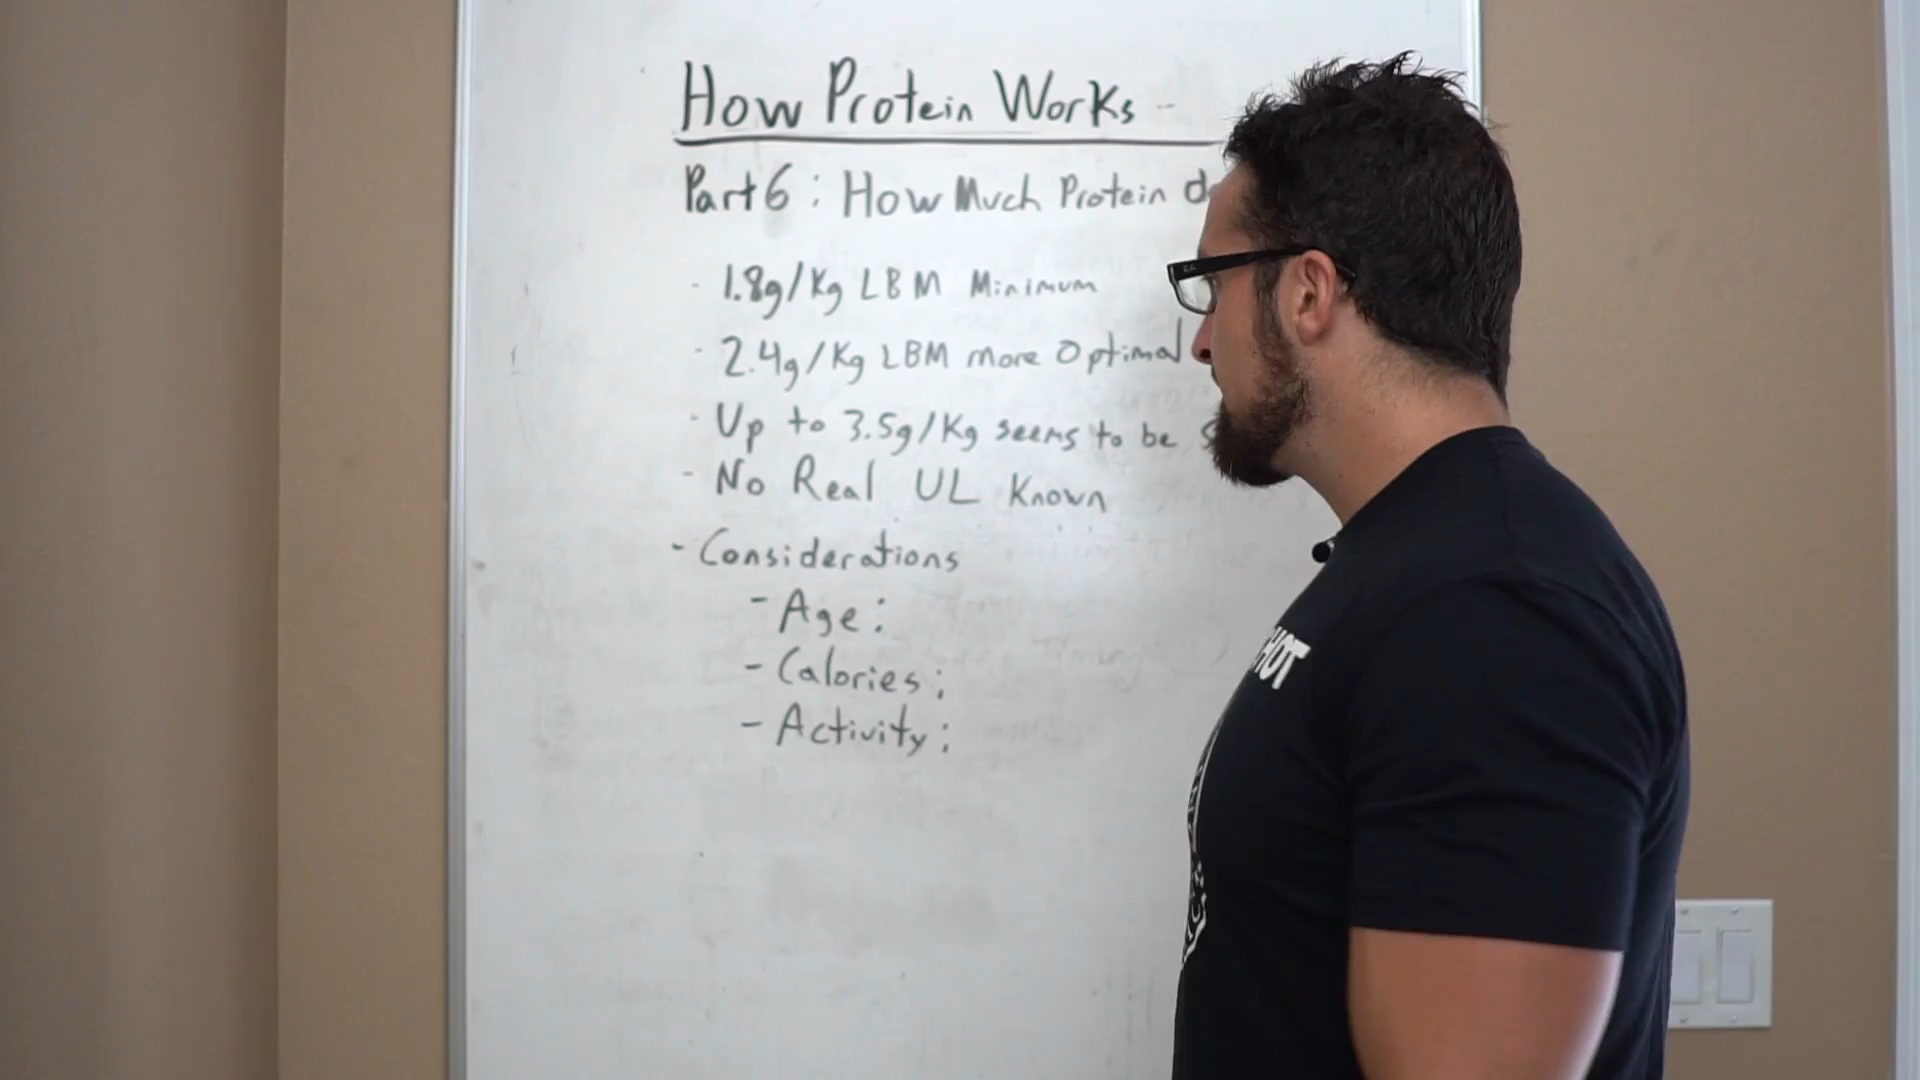 How Protein Works -
Part 6 : How Much Protein d
- 1.8g/Kg LBM Minimum
- 2.4g/Kg LBM more Optimal
- Up to 3.5g/Kg seems to be
- No Real UL Known
- Considerations
- Age :
- Calories :
- Activity :
HOT